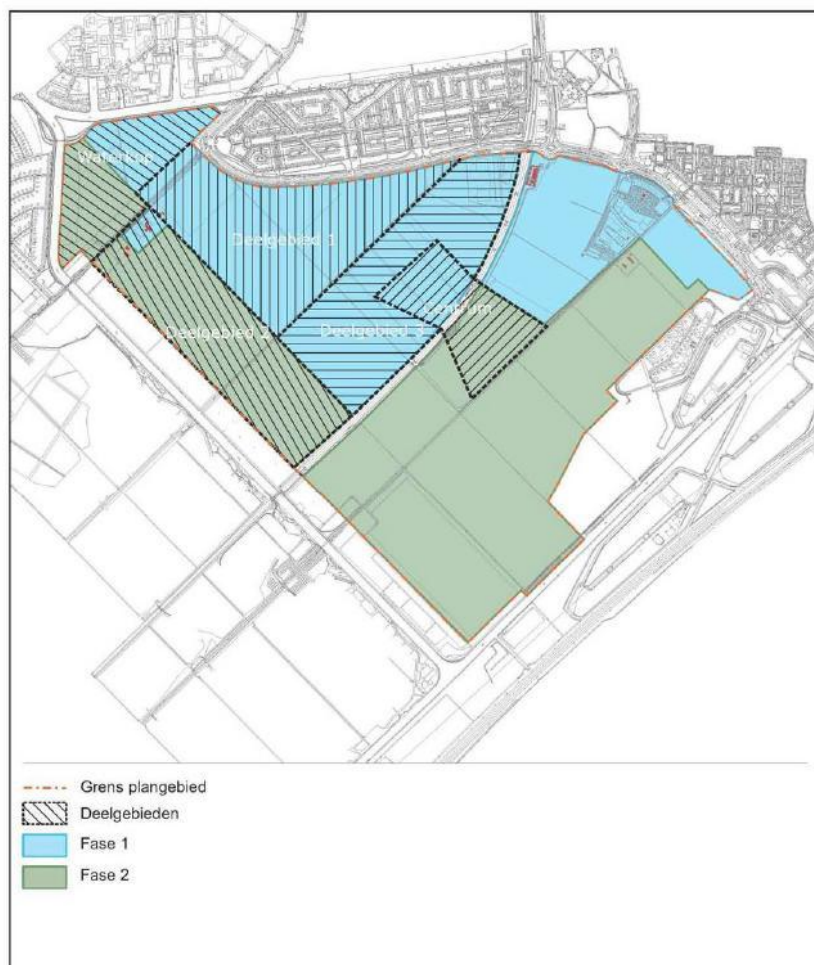 Waterkop
Deelgebied 1
Centrum
Deelgebied 2
Deelgebied 3
Grens plangebied
Deelgebieden
Fase 1
Fase 2